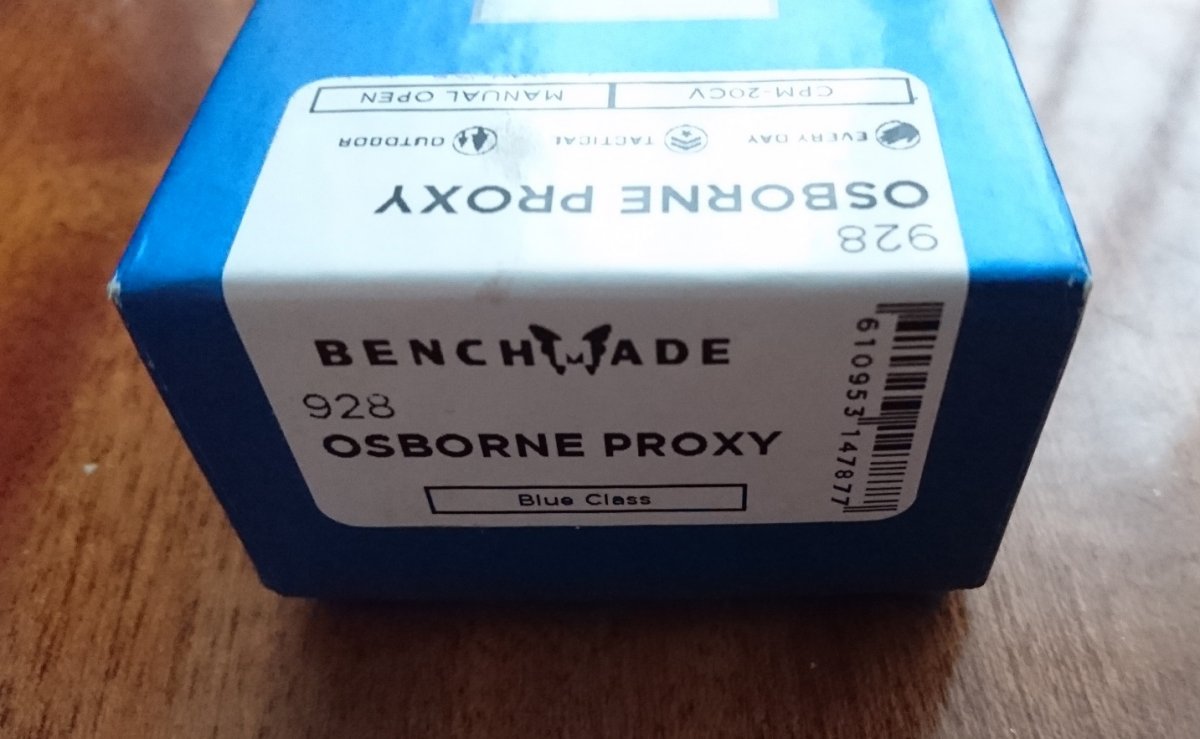 928
OSBORNE PROXY
EVERY DAY TACTICAL OUTDOOR
CPM-20CV MANUAL OPEN
BENCHMADE
928
OSBORNE PROXY
Blue Class
610953147877